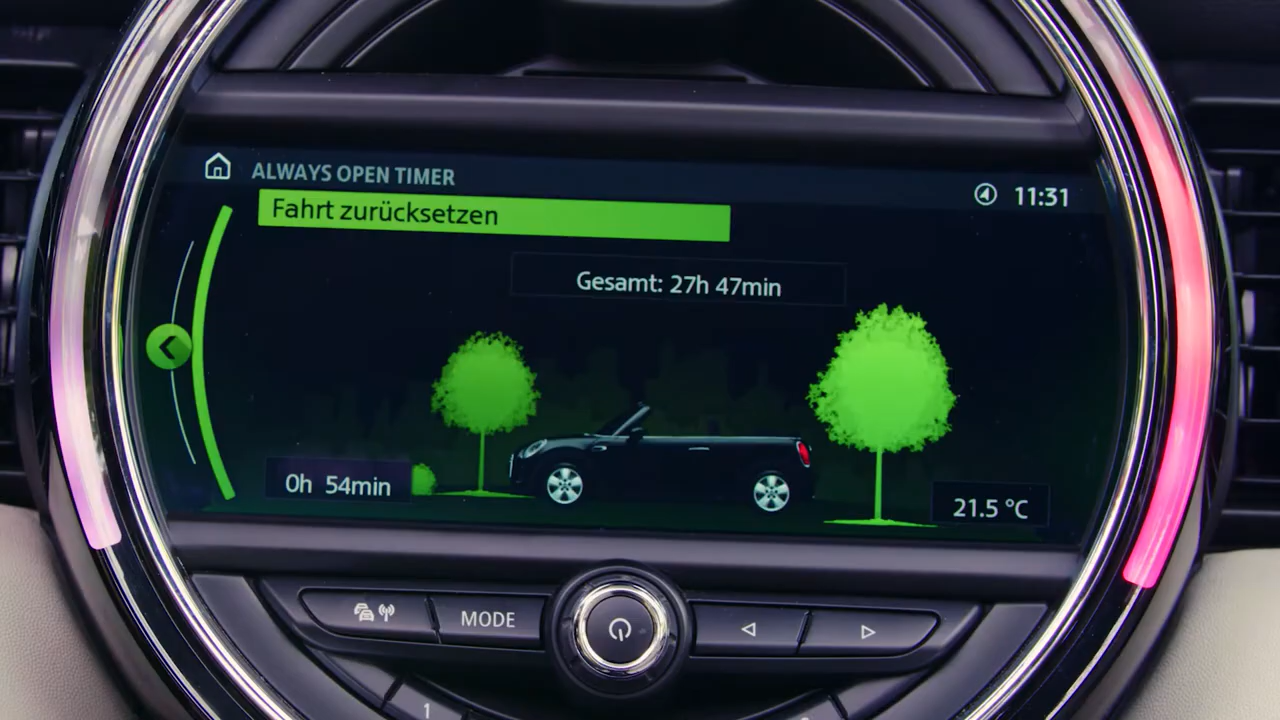 ALWAYS OPEN TIMER
11:31
Fahrt zurücksetzen
Gesamt: 27h 47min
0h 54min
21.5 °C
MODE
1